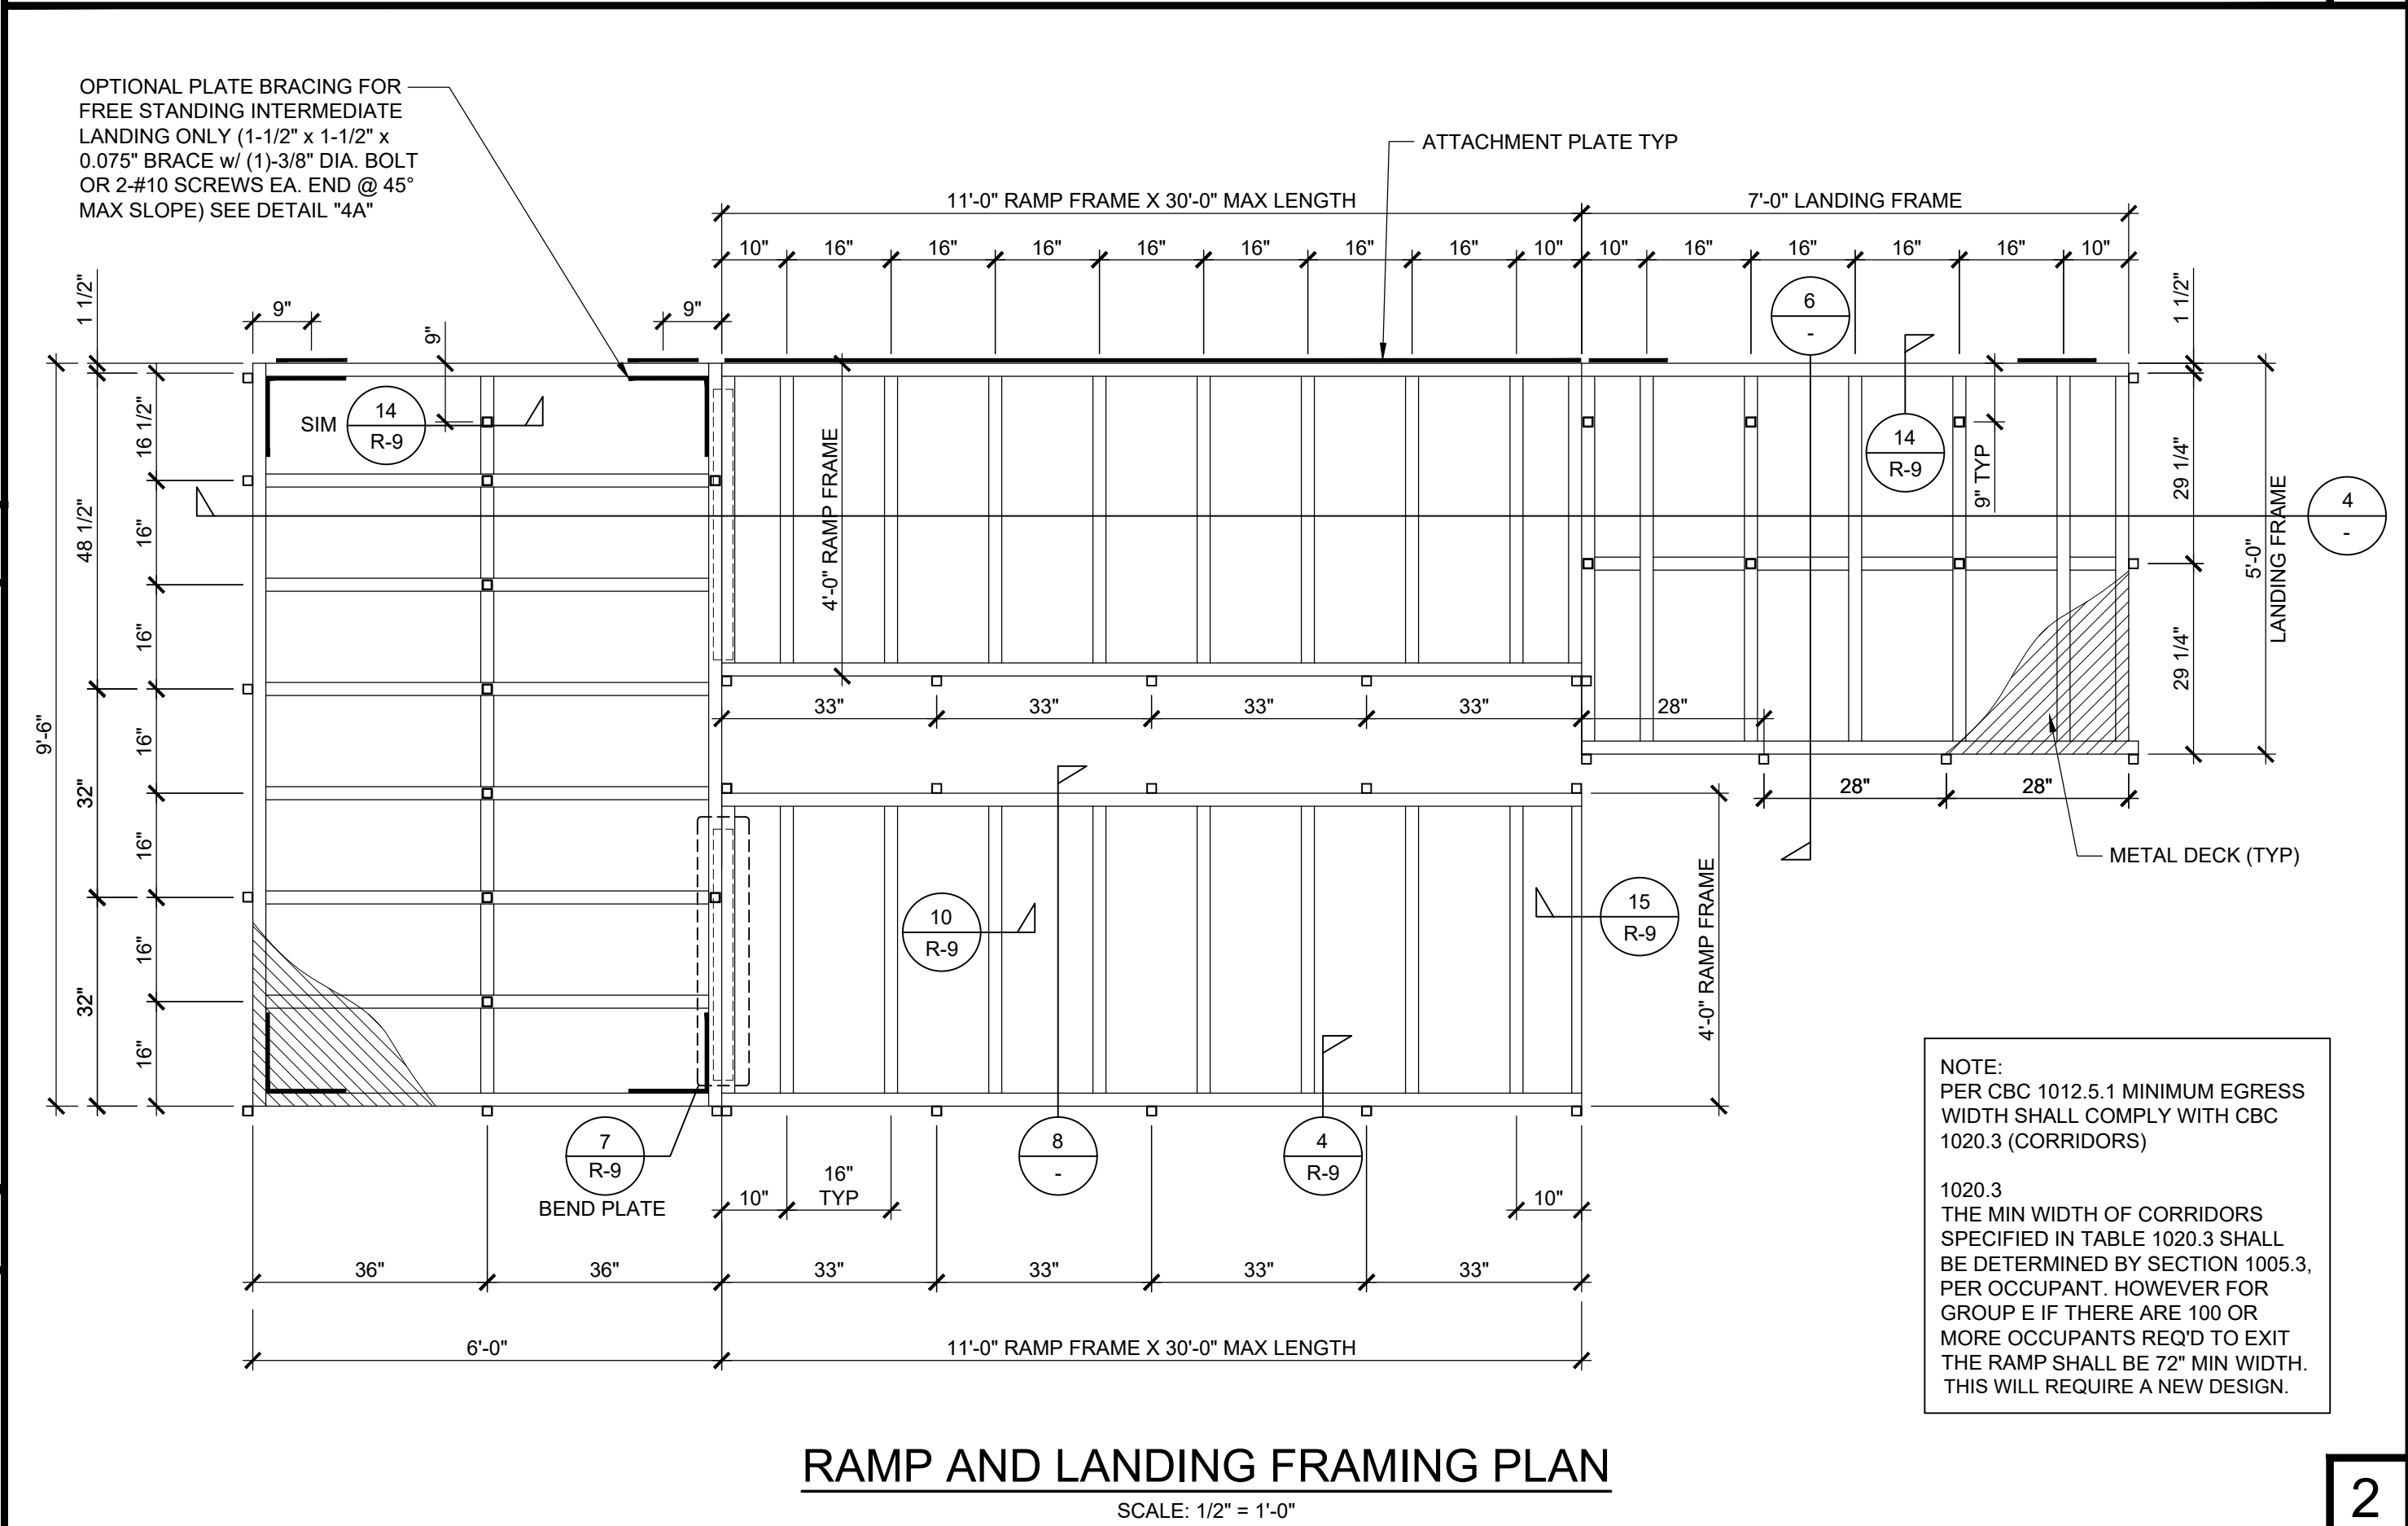 OPTIONAL PLATE BRACING FOR
FREE STANDING INTERMEDIATE
LANDING ONLY (1-1/2" x 1-1/2" x
0.075" BRACE w/ (1)-3/8" DIA. BOLT
OR 2-#10 SCREWS EA. END @ 45°
MAX SLOPE) SEE DETAIL "4A"
ATTACHMENT PLATE TYP
11'-0" RAMP FRAME X 30'-0" MAX LENGTH
7'-0" LANDING FRAME
10" 16" 16" 16" 16" 16" 16" 16" 10" 10" 16" 16" 16" 16" 10"
1 1/2"
9"
9"
9"
6
-
1 1/2"
SIM
14
R-9
14
R-9
9" TYP
4'-0" RAMP FRAME
29 1/4"
29 1/4"
5'-0"
LANDING FRAME
4
-
9'-6"
48 1/2"
32"
32"
16 1/2"
16"
16"
16"
16"
16"
16"
33" 33" 33" 33" 28"
28" 28"
METAL DECK (TYP)
10
R-9
15
R-9
4'-0" RAMP FRAME
7
R-9
BEND PLATE
8
-
4
R-9
10"
16"
TYP
10"
36" 36" 33" 33" 33" 33"
6'-0"
11'-0" RAMP FRAME X 30'-0" MAX LENGTH
NOTE:
PER CBC 1012.5.1 MINIMUM EGRESS
WIDTH SHALL COMPLY WITH CBC
1020.3 (CORRIDORS)
1020.3
THE MIN WIDTH OF CORRIDORS
SPECIFIED IN TABLE 1020.3 SHALL
BE DETERMINED BY SECTION 1005.3,
PER OCCUPANT. HOWEVER FOR
GROUP E IF THERE ARE 100 OR
MORE OCCUPANTS REQ'D TO EXIT
THE RAMP SHALL BE 72" MIN WIDTH.
THIS WILL REQUIRE A NEW DESIGN.
RAMP AND LANDING FRAMING PLAN
SCALE: 1/2" = 1'-0"
2